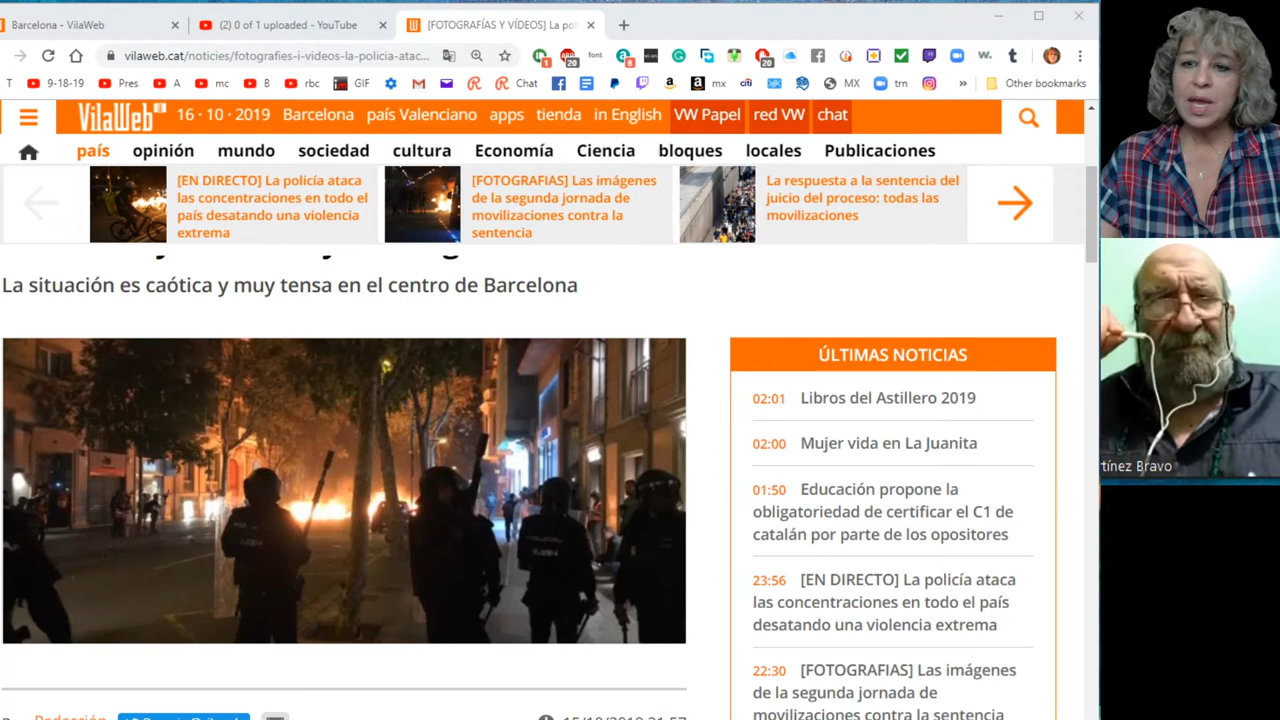 Barcelona - VilaWeb
(2) 0 of 1 uploaded - YouTube
[FOTOGRAFÍAS Y VÍDEOS] La pol
vilaweb.cat/noticies/fotografies-i-videos-la-policia-atac...
font
T
9-18-19
Pres
A
mc
B
rbc
GIF
Chat
mx
citi
MX
trn
»
Other bookmarks
VilaWeb
16 · 10 · 2019
Barcelona
país Valenciano
apps
tienda
in English
VW Papel
red VW
chat
país
opinión
mundo
sociedad
cultura
Economía
Ciencia
bloques
locales
Publicaciones
[EN DIRECTO] La policía ataca
las concentraciones en todo el
país desatando una violencia
extrema
[FOTOGRAFIAS] Las imágenes
de la segunda jornada de
movilizaciones contra la
sentencia
La respuesta a la sentencia del
juicio del proceso: todas las
movilizaciones
La situación es caótica y muy tensa en el centro de Barcelona
ÚLTIMAS NOTICIAS
02:01 Libros del Astillero 2019
02:00 Mujer vida en La Juanita
01:50 Educación propone la
obligatoriedad de certificar el C1 de
catalán por parte de los opositores
23:56 [EN DIRECTO] La policía ataca
las concentraciones en todo el país
desatando una violencia extrema
22:30 [FOTOGRAFIAS] Las imágenes
de la segunda jornada de
movilizaciones contra la sentencia
Redacción
15/10/2019 21:57
rtínez Bravo